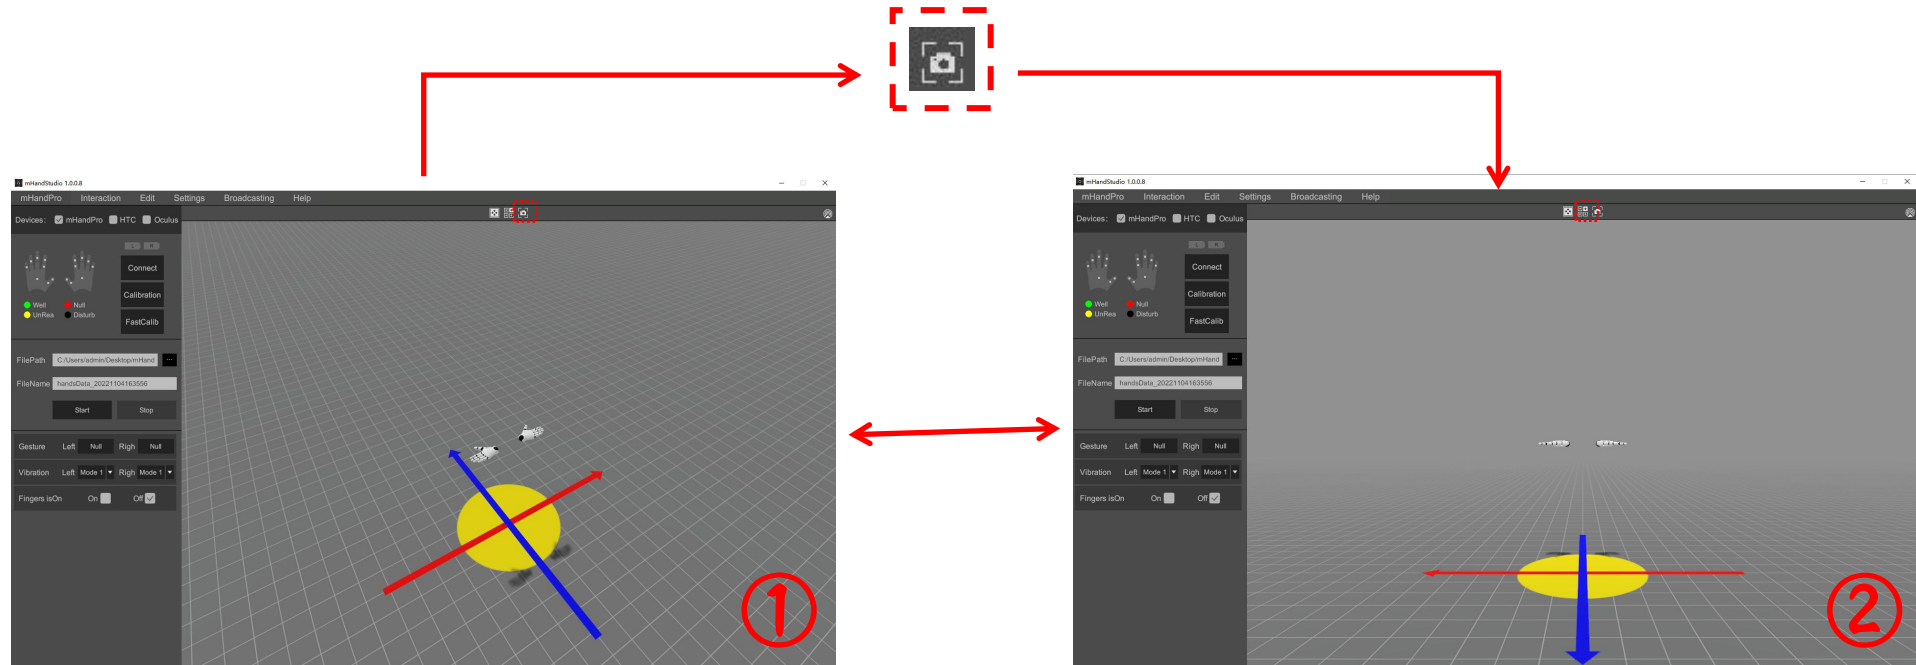 mHandStudio 1.0.0.8
mHandPro Interaction Edit Settings Broadcasting Help
Devices: mHandPro HTC Oculus
L R
Connect
Calibration
FastCalib
Well Null
UnRea Disturb
FilePath C:/Users/admin/Desktop/mHand ...
FileName handsData_20221104163556
Start Stop
Gesture Left Null Righ Null
Vibration Left Mode 1 Righ Mode 1
Fingers isOn On Off
①
mHandStudio 1.0.0.8
mHandPro Interaction Edit Settings Broadcasting Help
Devices: mHandPro HTC Oculus
L R
Connect
Calibration
FastCalib
Well Null
UnRea Disturb
FilePath C:/Users/admin/Desktop/mHand ...
FileName handsData_20221104163556
Start Stop
Gesture Left Null Righ Null
Vibration Left Mode 1 Righ Mode 1
Fingers isOn On Off
②